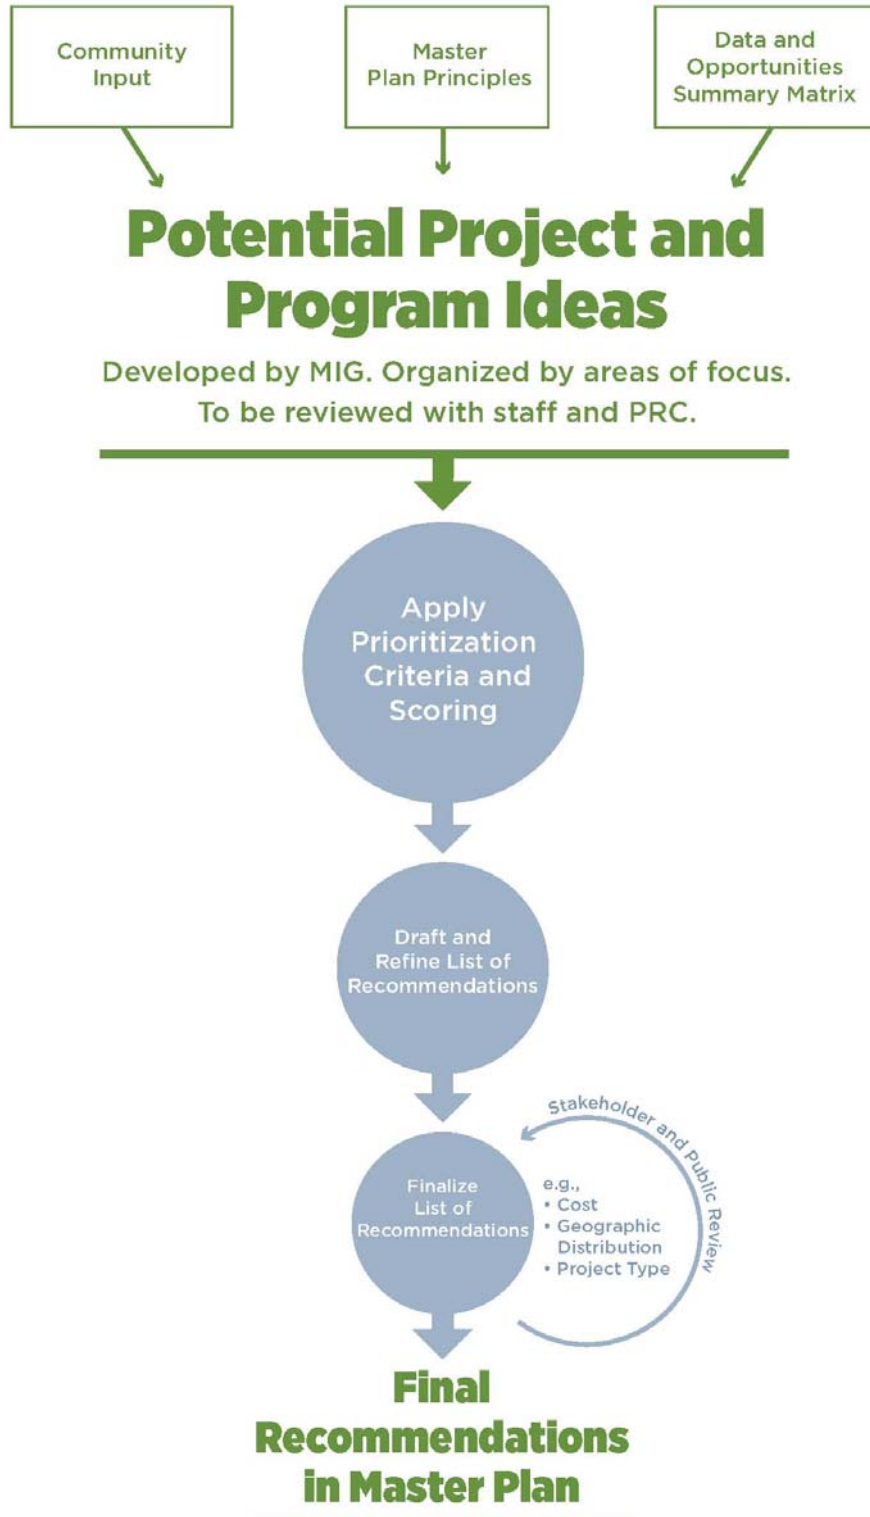 Community
Input
Master
Plan Principles
Data and
Opportunities
Summary Matrix
Potential Project and
Program Ideas
Developed by MIG. Organized by areas of focus.
To be reviewed with staff and PRC.
Apply
Prioritization
Criteria and
Scoring
Draft and
Refine List of
Recommendations
Finalize
List of
Recommendations
Stakeholder and Public Review
e.g.,
• Cost
• Geographic
Distribution
• Project Type
Final
Recommendations
in Master Plan